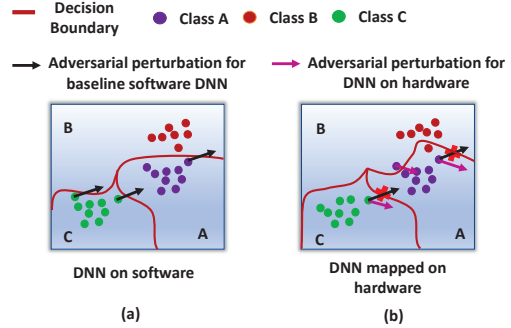 Decision Boundary
Class A
Class B
Class C
Adversarial perturbation for
baseline software DNN
Adversarial perturbation for
DNN on hardware
B
C
A
DNN on software
(a)
B
C
A
DNN mapped on
hardware
(b)